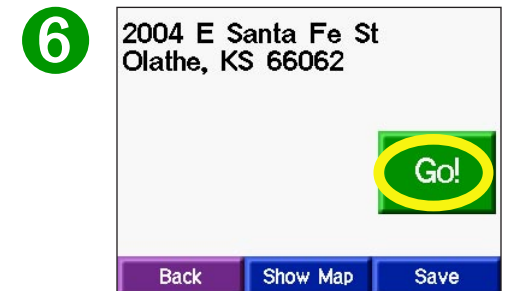 6
2004 E Santa Fe St
Olathe, KS 66062
Go!
Back Show Map Save